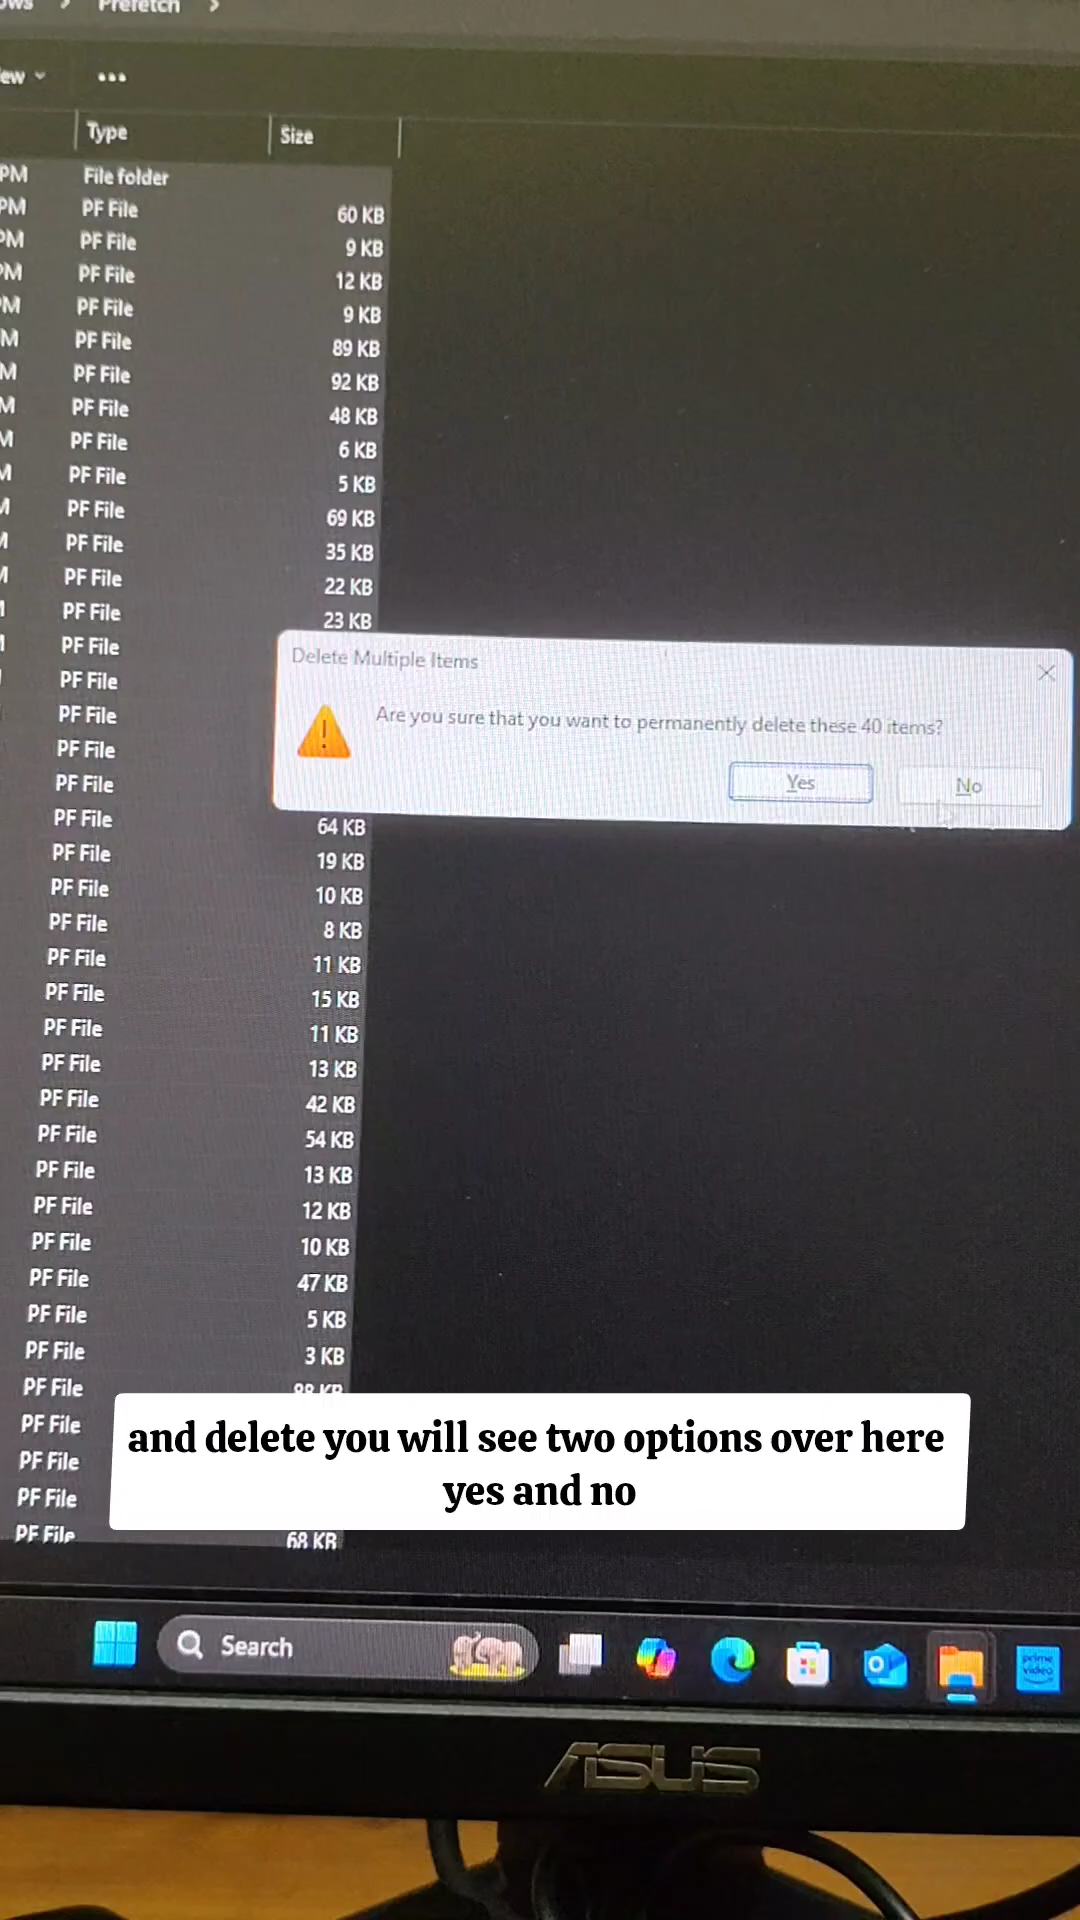 Prefetch >
Type Size
PM File folder
PM PF File 60 KB
PM PF File 9 KB
PM PF File 12 KB
PF File 9 KB
PF File 89 KB
PF File 92 KB
PF File 48 KB
PF File 6 KB
PF File 5 KB
PF File 69 KB
PF File 35 KB
PF File 22 KB
PF File 23 KB
PF File
PF File
PF File
PF File
PF File
Delete Multiple Items
Are you sure that you want to permanently delete these 40 items?
Yes No
PF File 64 KB
PF File 19 KB
PF File 10 KB
PF File 8 KB
PF File 11 KB
PF File 15 KB
PF File 11 KB
PF File 13 KB
PF File 42 KB
PF File 54 KB
PF File 13 KB
PF File 12 KB
PF File 10 KB
PF File 47 KB
PF File 5 KB
PF File 3 KB
PF File
PF File
PF File
PF File
PF File 68 KB
and delete you will see two options over here
yes and no
Search
prime
video
ASUS